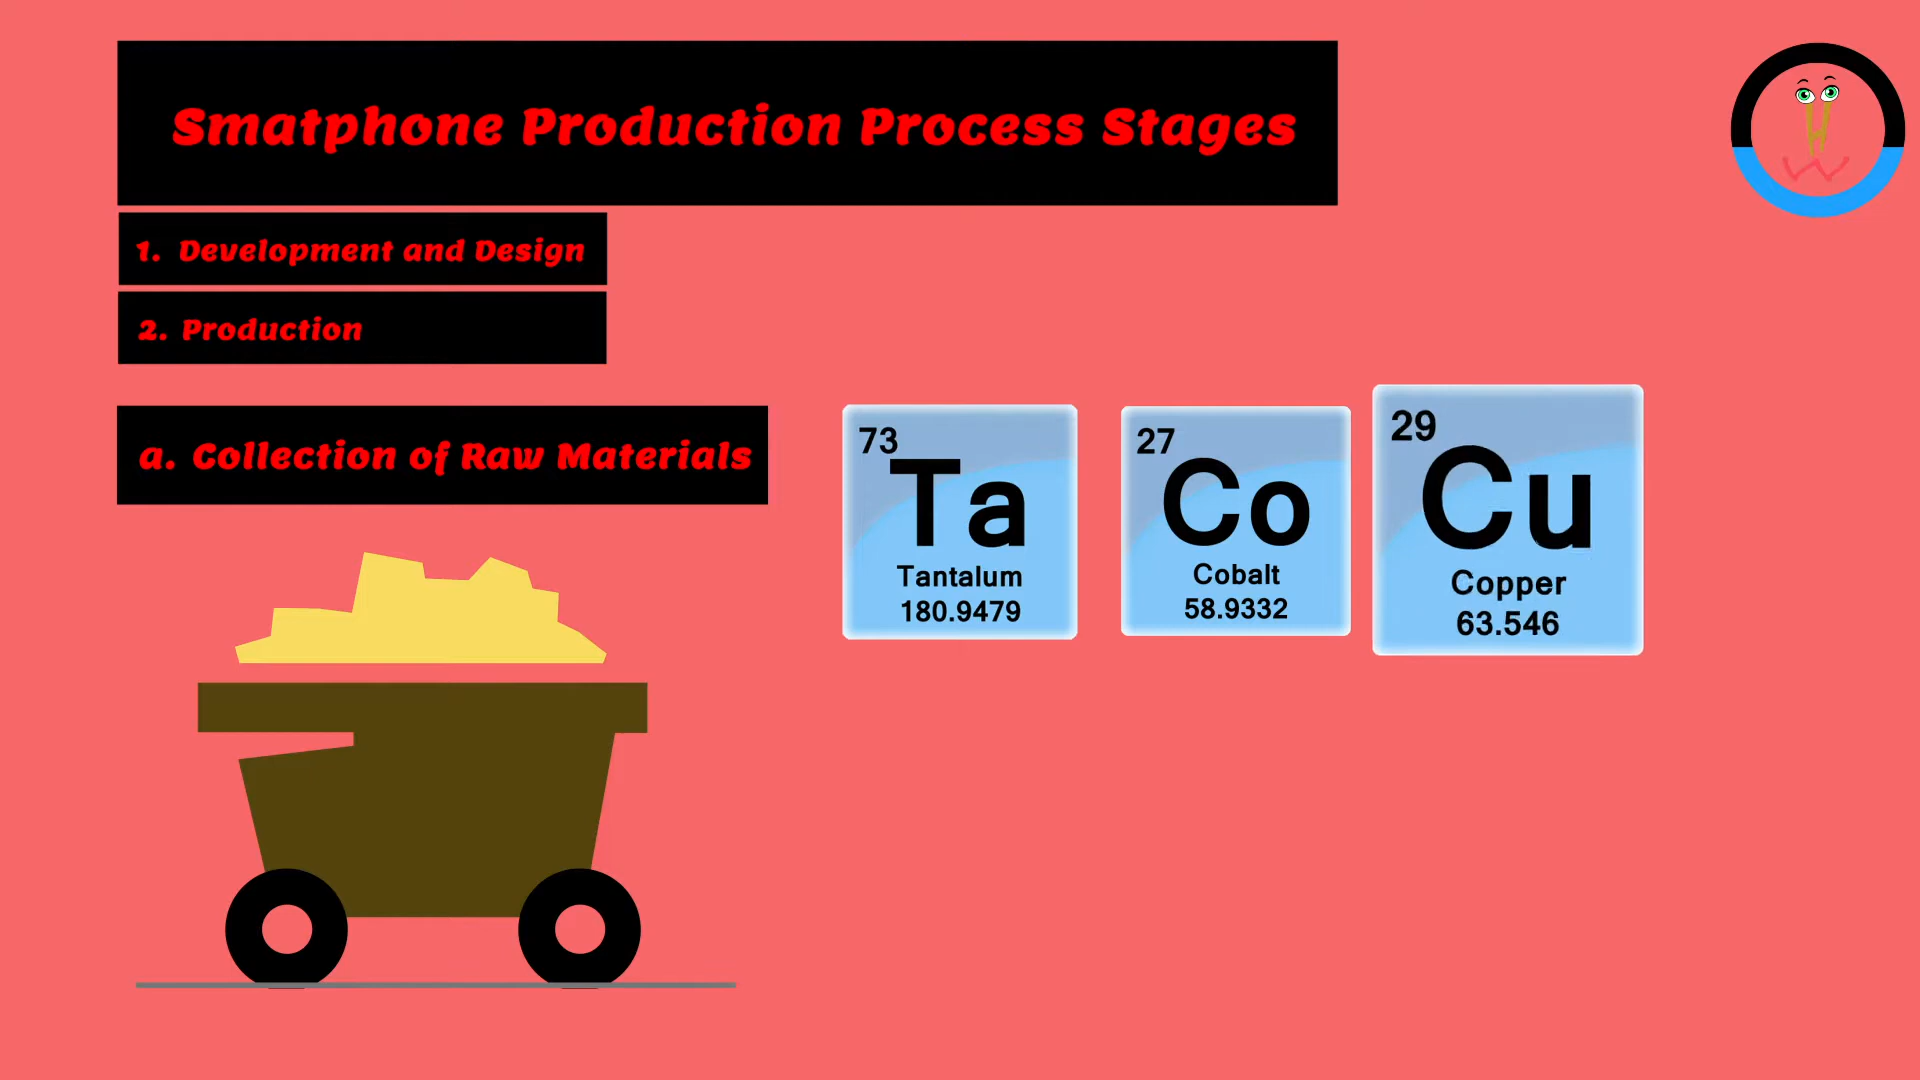 Smatphone Production Process Stages
1. Development and Design
2. Production
a. Collection of Raw Materials
73
Ta
Tantalum
180.9479
27
Co
Cobalt
58.9332
29
Cu
Copper
63.546